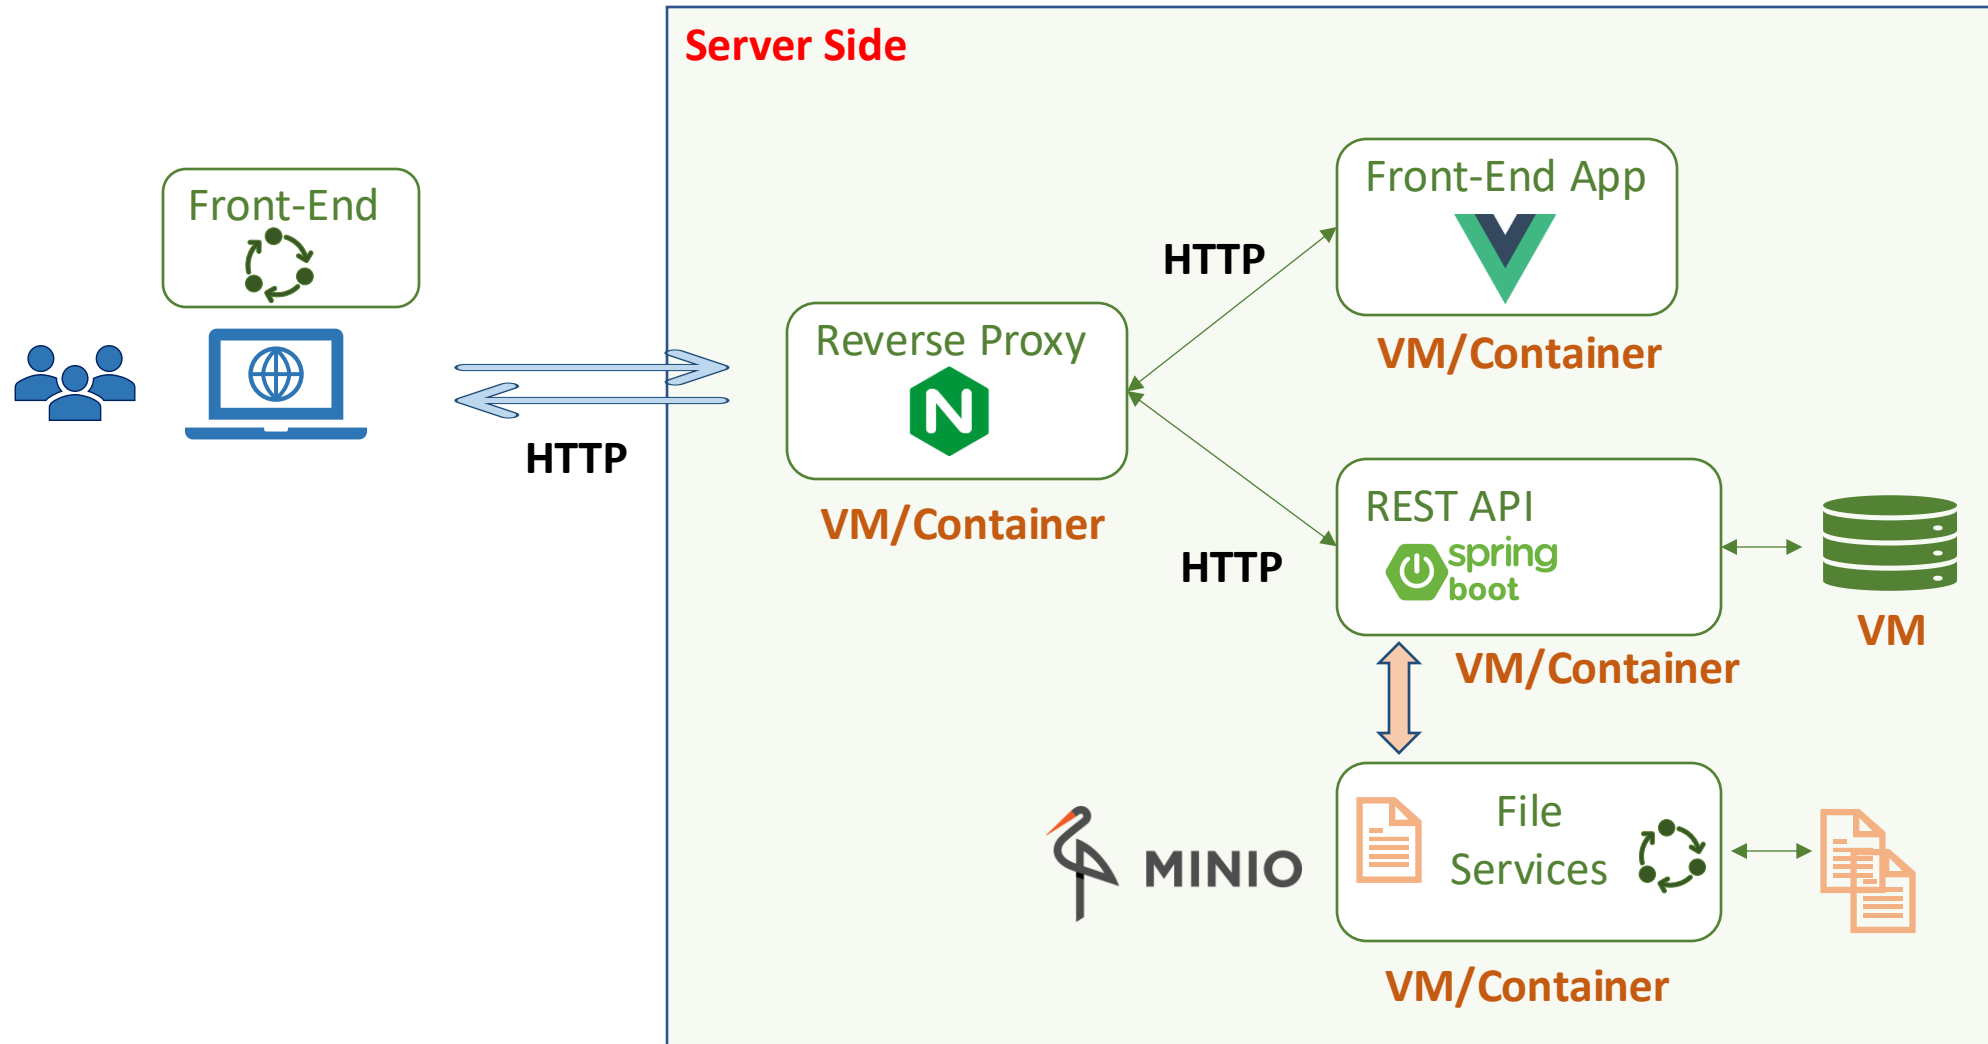 Server Side
Front-End
HTTP
Reverse Proxy
N
VM/Container
HTTP
HTTP
Front-End App
VM/Container
REST API
spring
boot
VM/Container
VM
MINIO
File
Services
VM/Container